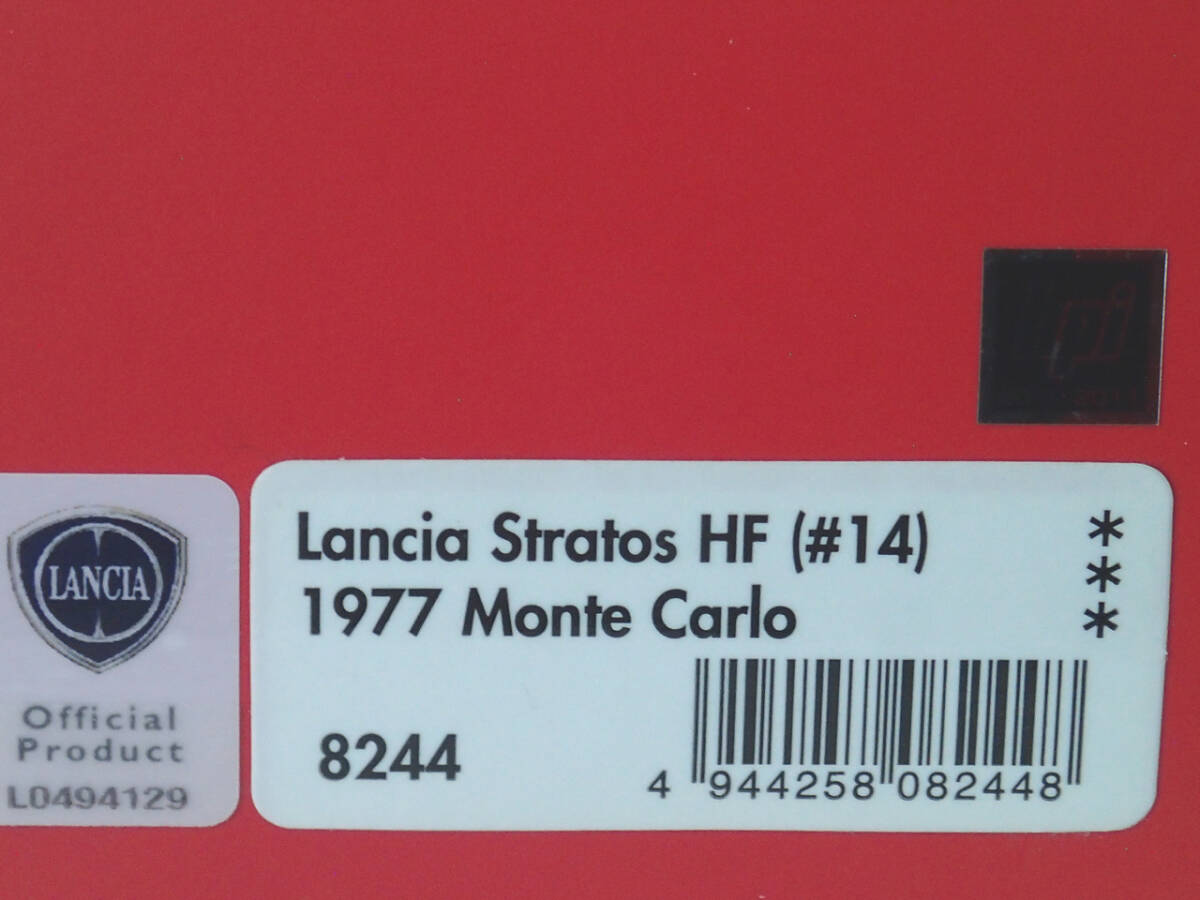 LANCIA
Official
Product
L0494129
Lancia Stratos HF (#14)
1977 Monte Carlo
***
8244
4 944258 082448